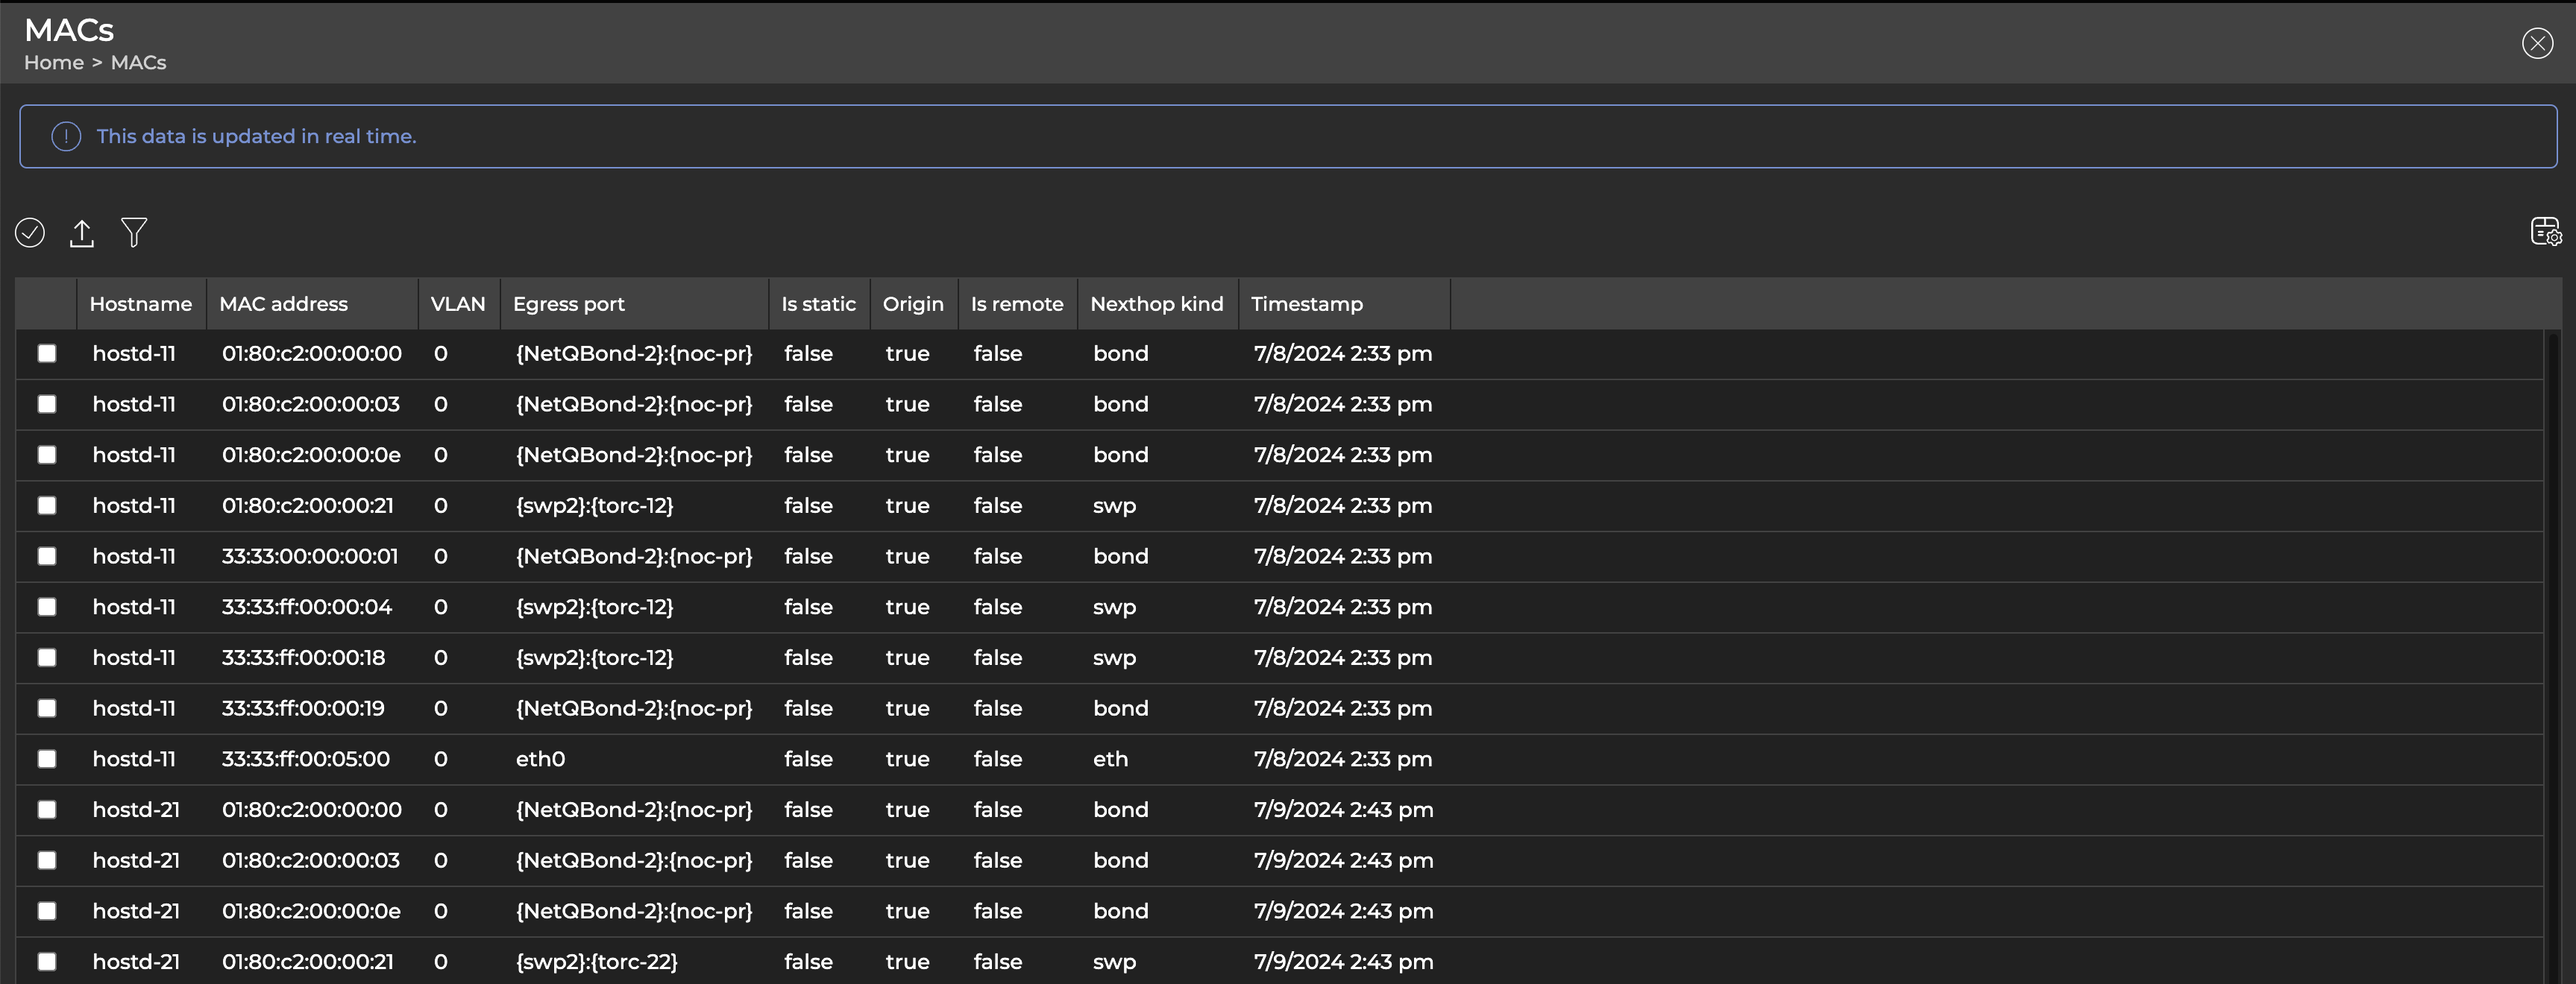 MACs
Home > MACs
This data is updated in real time.
Hostname MAC address VLAN Egress port Is static Origin Is remote Nexthop kind Timestamp
hostd-11 01:80:c2:00:00:00 0 {NetQBond-2}:{noc-pr} false true false bond 7/8/2024 2:33 pm
hostd-11 01:80:c2:00:00:03 0 {NetQBond-2}:{noc-pr} false true false bond 7/8/2024 2:33 pm
hostd-11 01:80:c2:00:00:0e 0 {NetQBond-2}:{noc-pr} false true false bond 7/8/2024 2:33 pm
hostd-11 01:80:c2:00:00:21 0 {swp2}:{torc-12} false true false swp 7/8/2024 2:33 pm
hostd-11 33:33:00:00:00:01 0 {NetQBond-2}:{noc-pr} false true false bond 7/8/2024 2:33 pm
hostd-11 33:33:ff:00:00:04 0 {swp2}:{torc-12} false true false swp 7/8/2024 2:33 pm
hostd-11 33:33:ff:00:00:18 0 {swp2}:{torc-12} false true false swp 7/8/2024 2:33 pm
hostd-11 33:33:ff:00:00:19 0 {NetQBond-2}:{noc-pr} false true false bond 7/8/2024 2:33 pm
hostd-11 33:33:ff:00:05:00 0 eth0 false true false eth 7/8/2024 2:33 pm
hostd-21 01:80:c2:00:00:00 0 {NetQBond-2}:{noc-pr} false true false bond 7/9/2024 2:43 pm
hostd-21 01:80:c2:00:00:03 0 {NetQBond-2}:{noc-pr} false true false bond 7/9/2024 2:43 pm
hostd-21 01:80:c2:00:00:0e 0 {NetQBond-2}:{noc-pr} false true false bond 7/9/2024 2:43 pm
hostd-21 01:80:c2:00:00:21 0 {swp2}:{torc-22} false true false swp 7/9/2024 2:43 pm